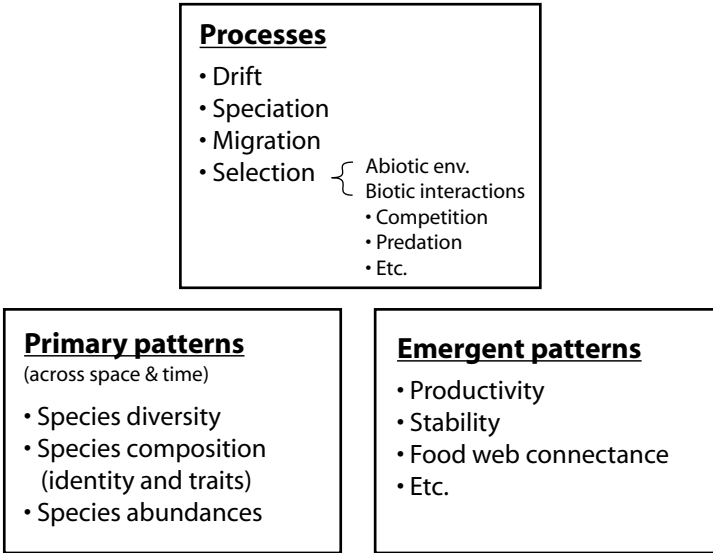 Processes
• Drift
• Speciation
• Migration
• Selection
Abiotic env.
Biotic interactions
• Competition
• Predation
• Etc.
Primary patterns
(across space & time)
• Species diversity
• Species composition
(identity and traits)
• Species abundances
Emergent patterns
• Productivity
• Stability
• Food web connectance
• Etc.